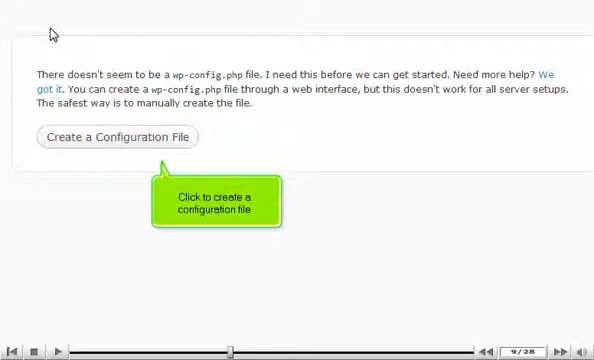 There doesn't seem to be a wp-config.php file. I need this before we can get started. Need more help? We
got it. You can create a wp-config.php file through a web interface, but this doesn't work for all server setups.
The safest way is to manually create the file.
Create a Configuration File
Click to create a
configuration file
9/28